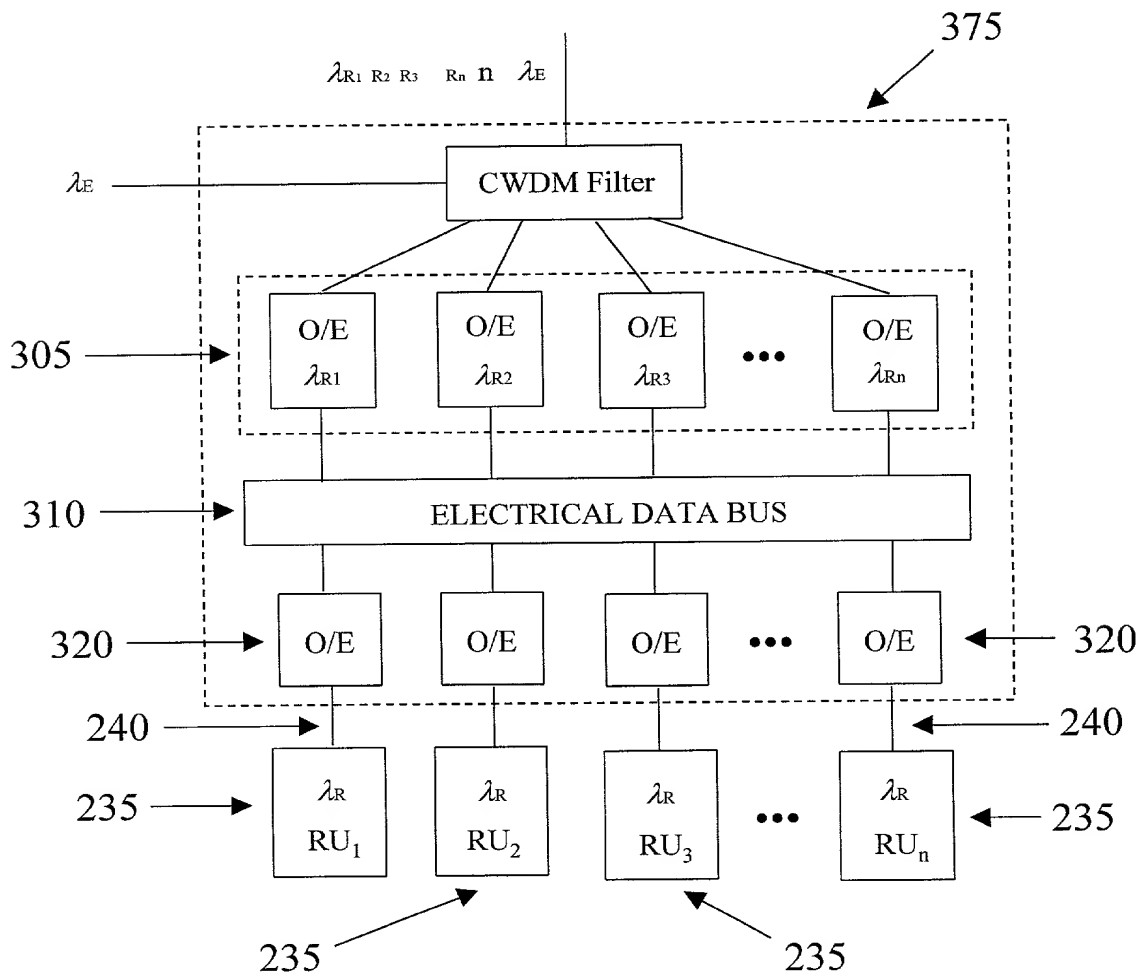 375
λR1 R2 R3 Rn n λE
λE
CWDM Filter
O/E O/E O/E O/E
305
λR1 λR2 λR3 ••• λRn
310
ELECTRICAL DATA BUS
320
O/E O/E O/E ••• O/E
320
240
240
235
λR λR λR ••• λR
235
RU1 RU2 RU3 RUn
235
235